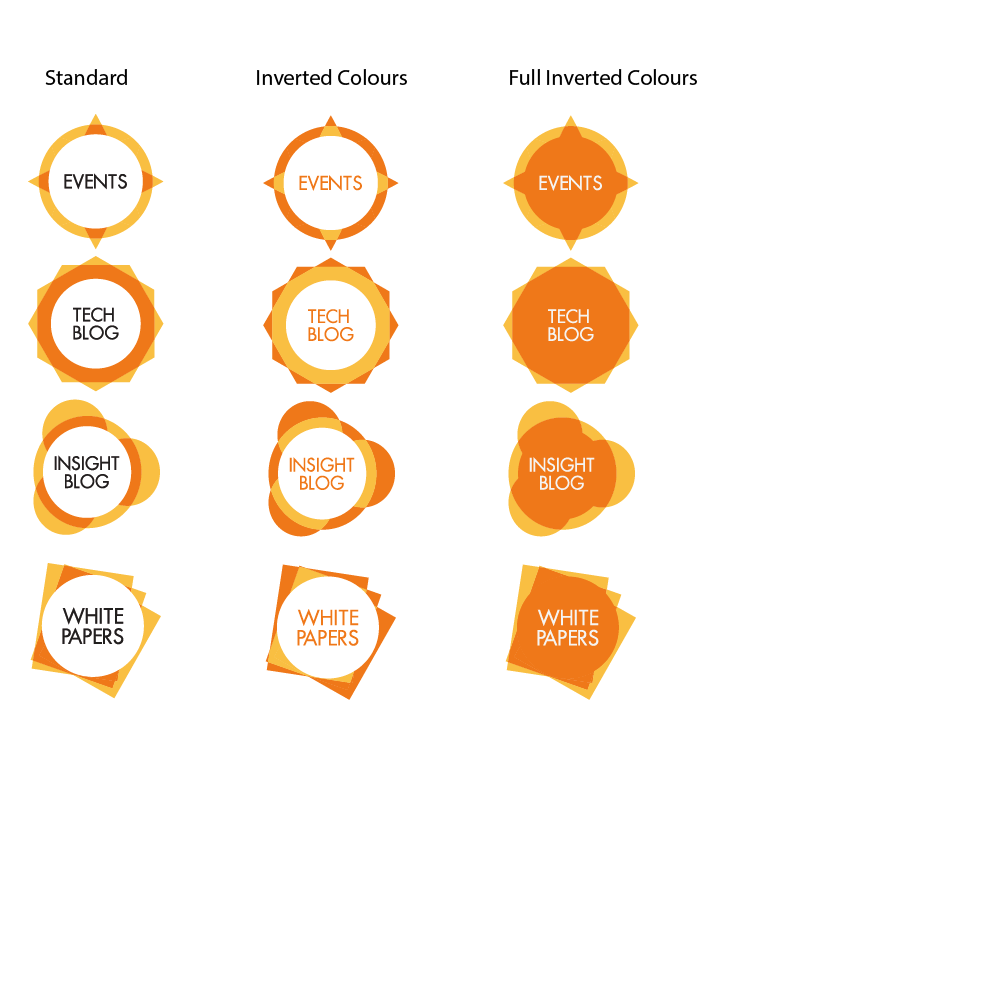 Standard
Inverted Colours
Full Inverted Colours
EVENTS
EVENTS
EVENTS
TECH
BLOG
TECH
BLOG
TECH
BLOG
INSIGHT
BLOG
INSIGHT
BLOG
INSIGHT
BLOG
WHITE
PAPERS
WHITE
PAPERS
WHITE
PAPERS